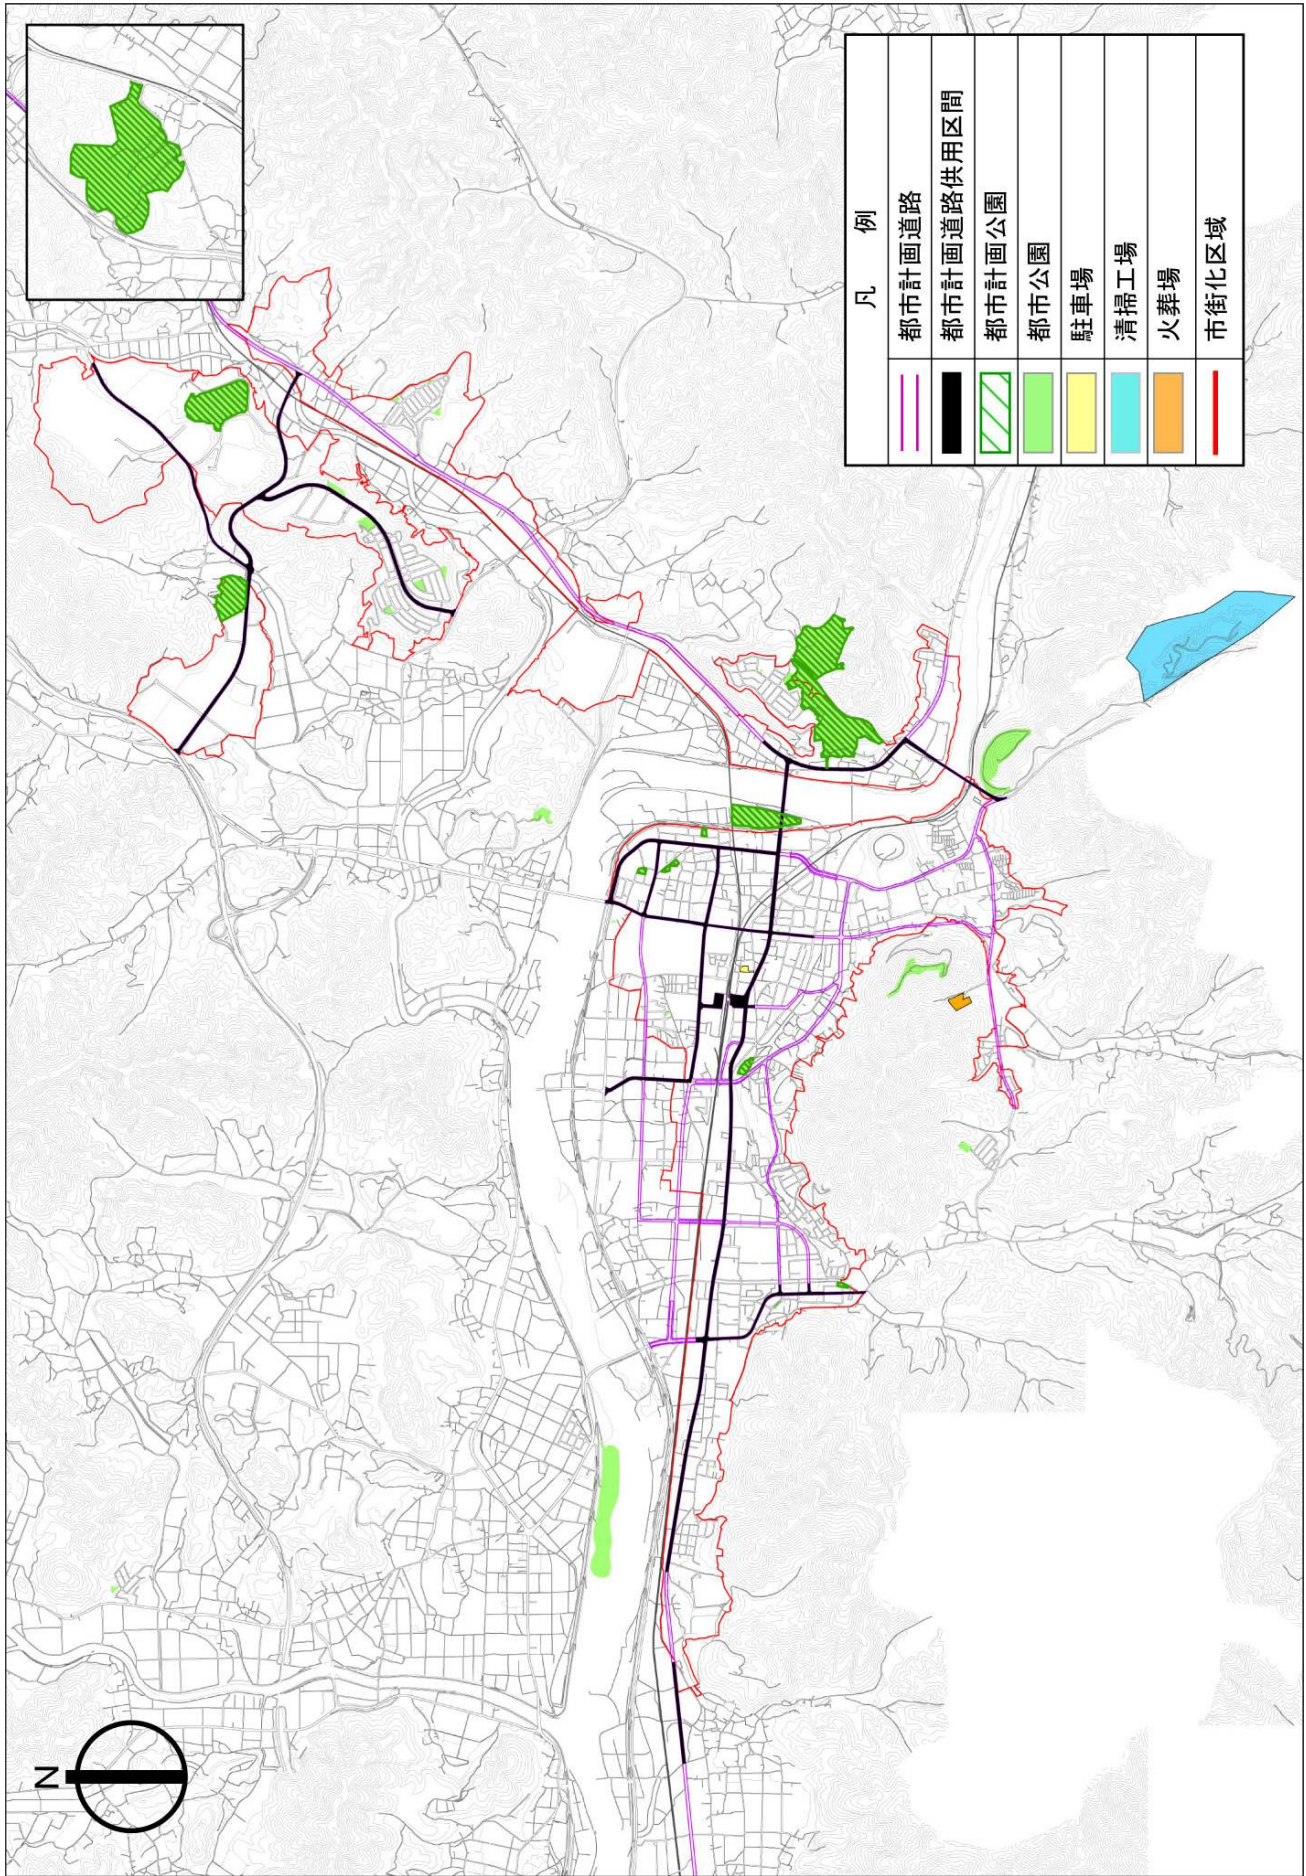 N
凡 例
都市計画道路
都市計画道路供用区間
都市計画公園
都市公園
駐車場
清掃工場
火葬場
市街化区域